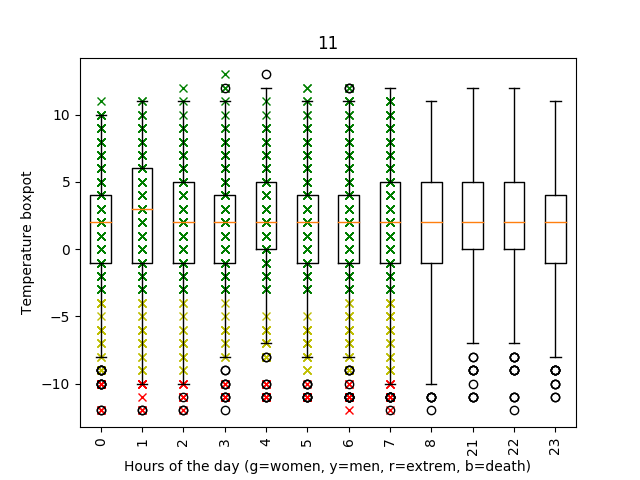 11
Temperature boxpot
10
5
0
−5
−10
0 1 2 3 4 5 6 7 8 21 22 23
Hours of the day (g=women, y=men, r=extrem, b=death)